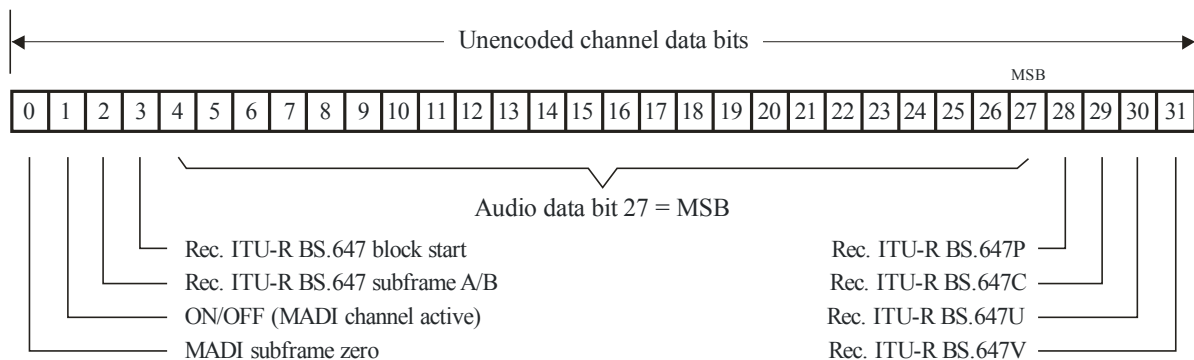 Unencoded channel data bits
MSB
0 1 2 3 4 5 6 7 8 9 10 11 12 13 14 15 16 17 18 19 20 21 22 23 24 25 26 27 28 29 30 31
Audio data bit 27 = MSB
Rec. ITU-R BS.647 block start
Rec. ITU-R BS.647P
Rec. ITU-R BS.647 subframe A/B
Rec. ITU-R BS.647C
ON/OFF (MADI channel active)
Rec. ITU-R BS.647U
MADI subframe zero
Rec. ITU-R BS.647V